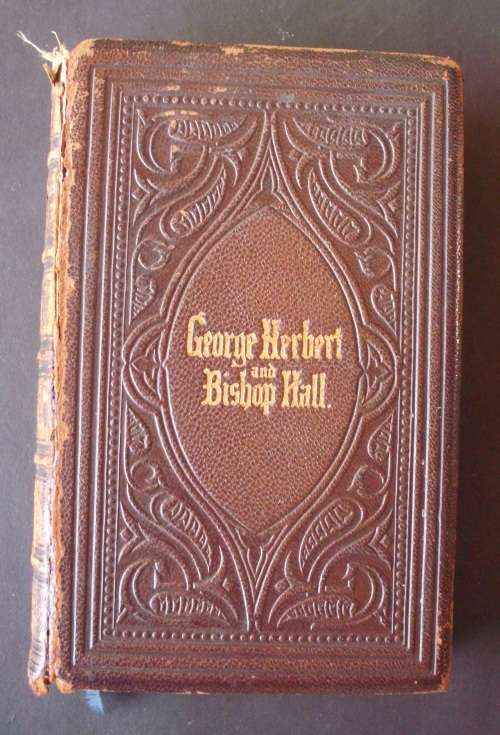 George Herbert
and
Bishop Hall.